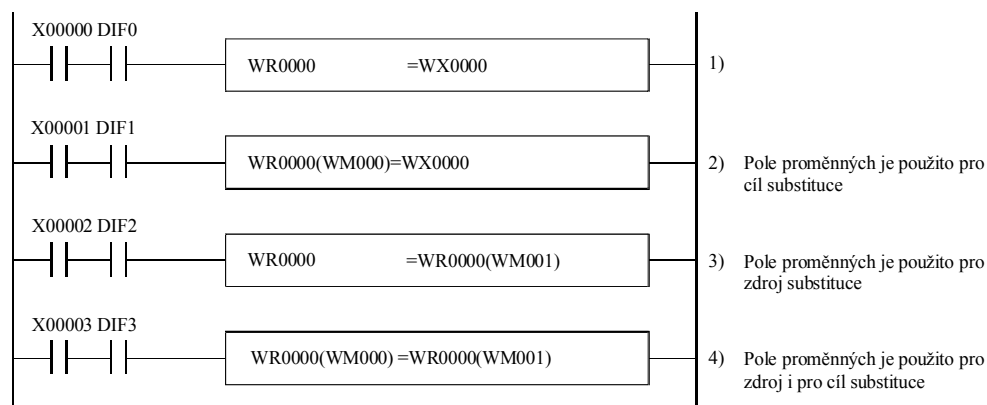 X00000 DIF0
WR0000 =WX0000
1)
X00001 DIF1
WR0000(WM000)=WX0000
2) Pole proměnných je použito pro
cíl substituce
X00002 DIF2
WR0000 =WR0000(WM001)
3) Pole proměnných je použito pro
zdroj substituce
X00003 DIF3
WR0000(WM000) =WR0000(WM001)
4) Pole proměnných je použito pro
zdroj i pro cíl substituce